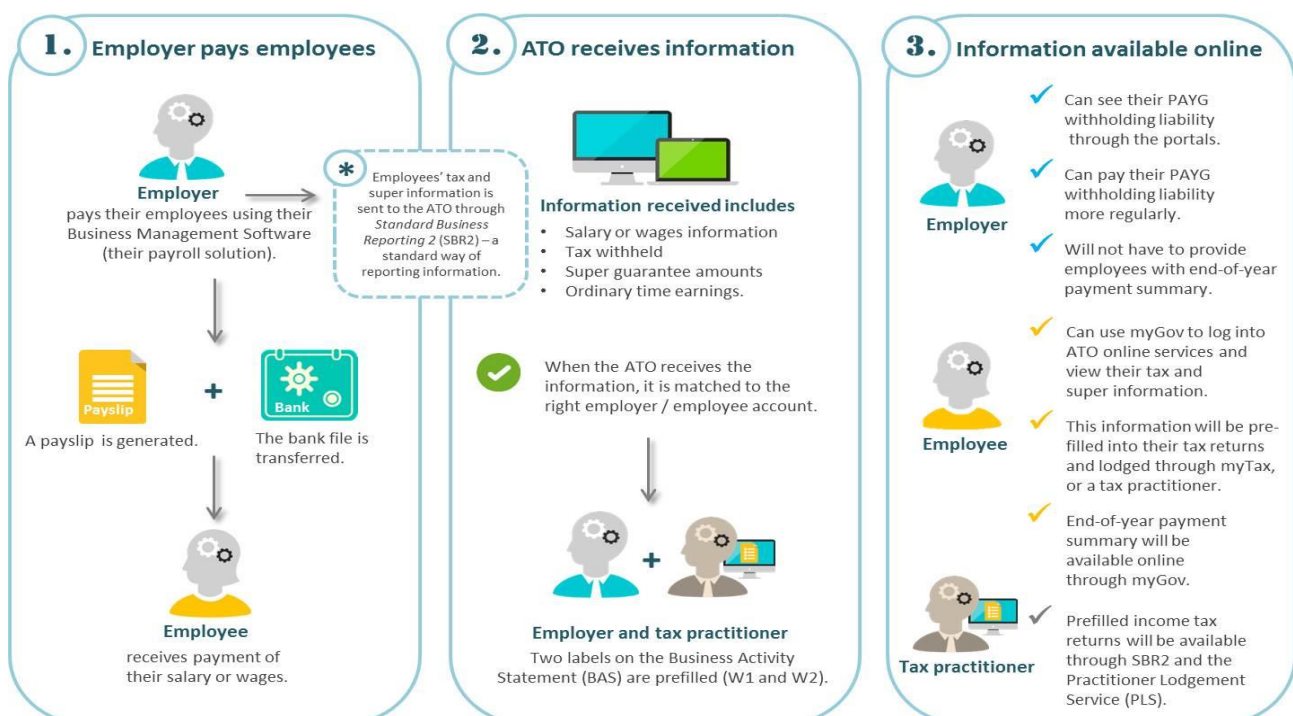 1. Employer pays employees
Employer
pays their employees using their
Business Management Software
(their payroll solution).
Payslip
+
Bank
A payslip is generated.
The bank file is
transferred.
Employee
receives payment of
their salary or wages.
*
Employees’ tax and
super information is
sent to the ATO through
Standard Business
Reporting 2 (SBR2) – a
standard way of
reporting information.
2. ATO receives information
Information received includes
• Salary or wages information
• Tax withheld
• Super guarantee amounts
• Ordinary time earnings.
When the ATO receives the
information, it is matched to the
right employer / employee account.
+
Employer and tax practitioner
Two labels on the Business Activity
Statement (BAS) are prefilled (W1 and W2).
3. Information available online
Employer
Can see their PAYG
withholding liability
through the portals.
Can pay their PAYG
withholding liability
more regularly.
Will not have to provide
employees with end-of-year
payment summary.
Employee
Can use myGov to log into
ATO online services and
view their tax and
super information.
This information will be pre-
filled into their tax returns
and lodged through myTax,
or a tax practitioner.
End-of-year payment
summary will be
available online
through myGov.
Tax practitioner
Prefilled income tax
returns will be available
through SBR2 and the
Practitioner Lodgement
Service (PLS).